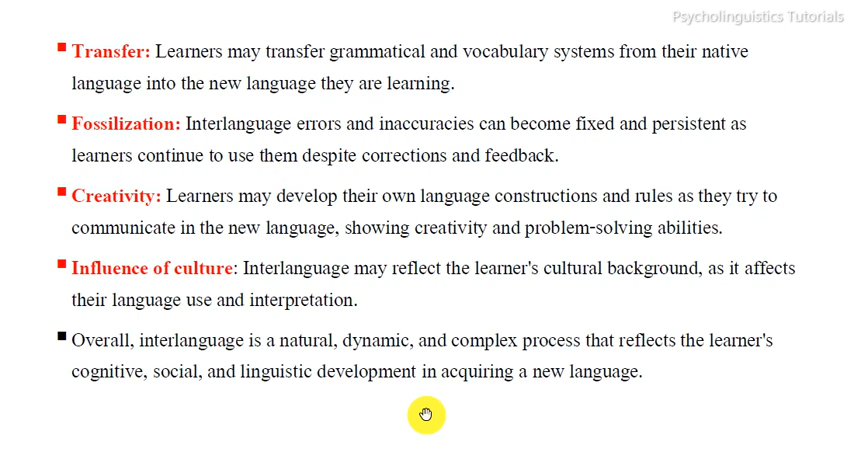 Psycholinguistics Tutorials
Transfer: Learners may transfer grammatical and vocabulary systems from their native
language into the new language they are learning.
Fossilization: Interlanguage errors and inaccuracies can become fixed and persistent as
learners continue to use them despite corrections and feedback.
Creativity: Learners may develop their own language constructions and rules as they try to
communicate in the new language, showing creativity and problem-solving abilities.
Influence of culture: Interlanguage may reflect the learner's cultural background, as it affects
their language use and interpretation.
Overall, interlanguage is a natural, dynamic, and complex process that reflects the learner's
cognitive, social, and linguistic development in acquiring a new language.